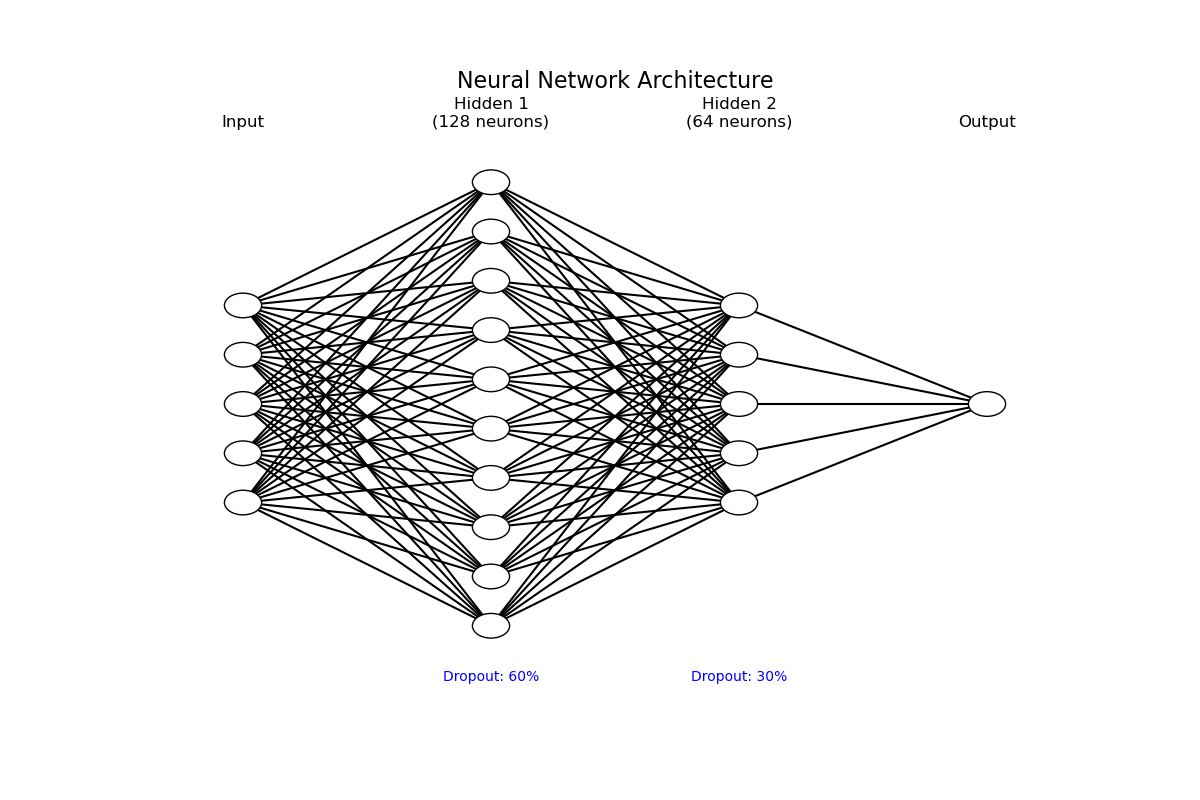 Neural Network Architecture
Input
Hidden 1
(128 neurons)
Hidden 2
(64 neurons)
Output
Dropout: 60%
Dropout: 30%